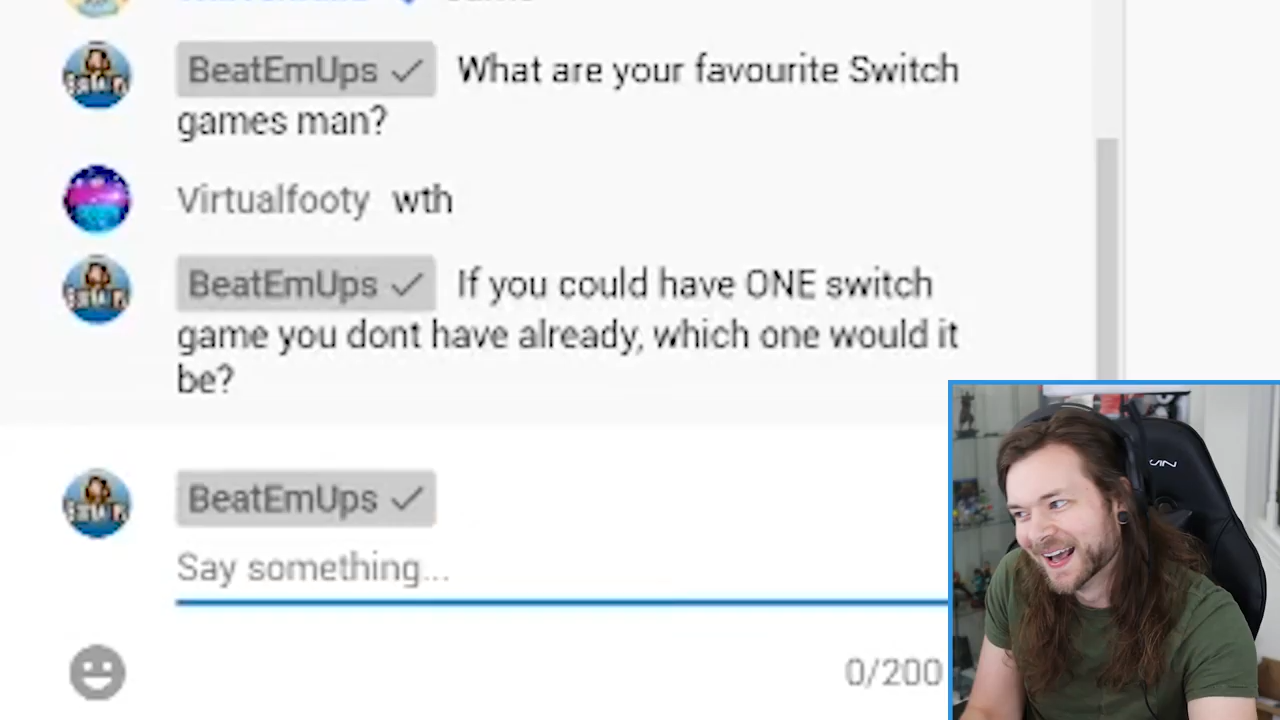 BeatEmUps What are your favourite Switch
games man?
Virtualfooty wth
BeatEmUps If you could have ONE switch
game you dont have already, which one would it
be?
BeatEmUps
Say something...
0/200